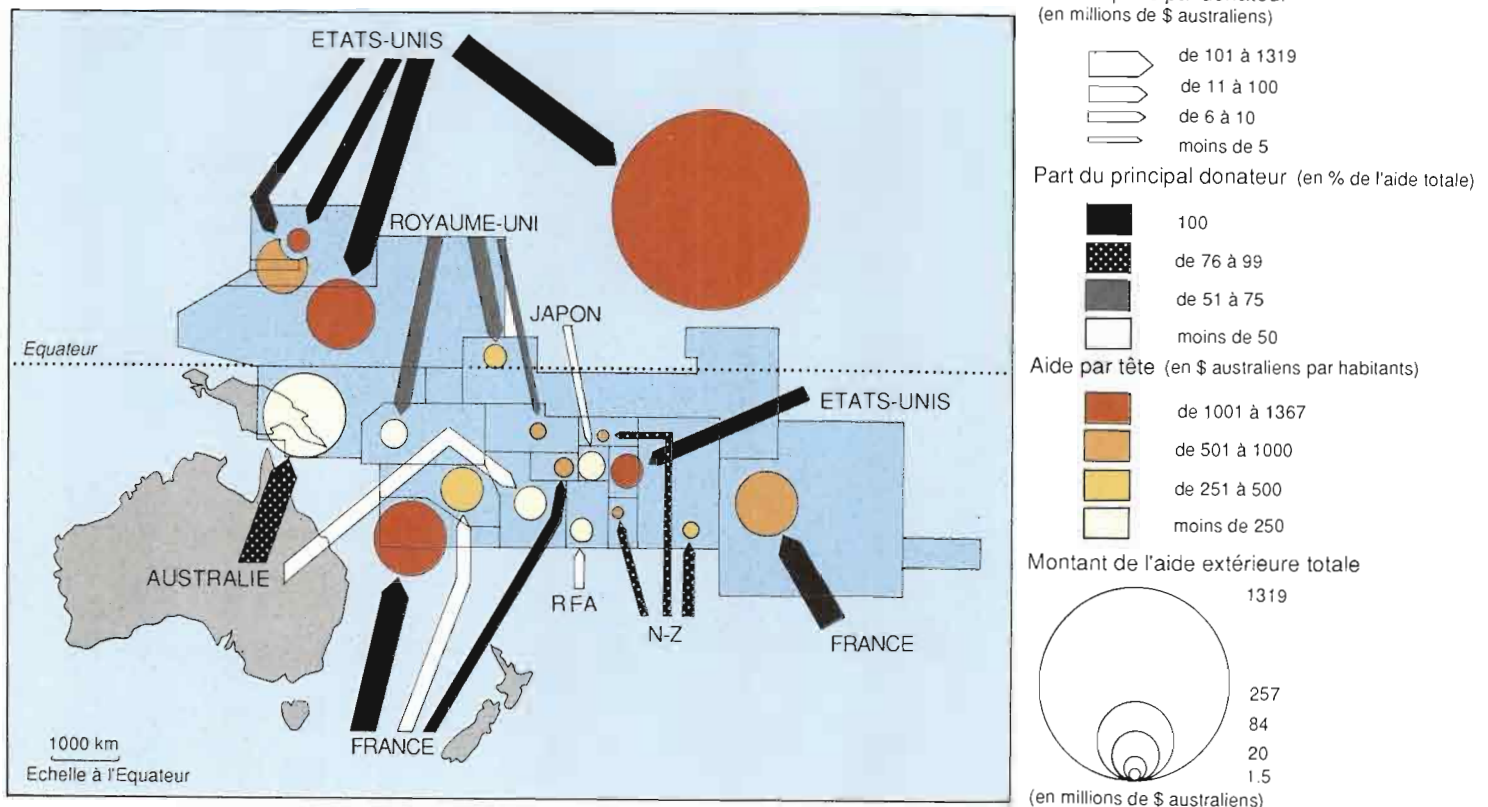 ETATS-UNIS
ROYAUME-UNI
JAPON
Equateur
ETATS-UNIS
AUSTRALIE
RFA
N-Z
FRANCE
FRANCE
1000 km
Echelle à l'Equateur
(en millions de $ australiens)
de 101 à 1319
de 11 à 100
de 6 à 10
moins de 5
Part du principal donateur (en % de l'aide totale)
100
de 76 à 99
de 51 à 75
moins de 50
Aide par tête (en $ australiens par habitants)
de 1001 à 1367
de 501 à 1000
de 251 à 500
moins de 250
Montant de l'aide extérieure totale
1319
257
84
20
1.5
(en millions de $ australiens)